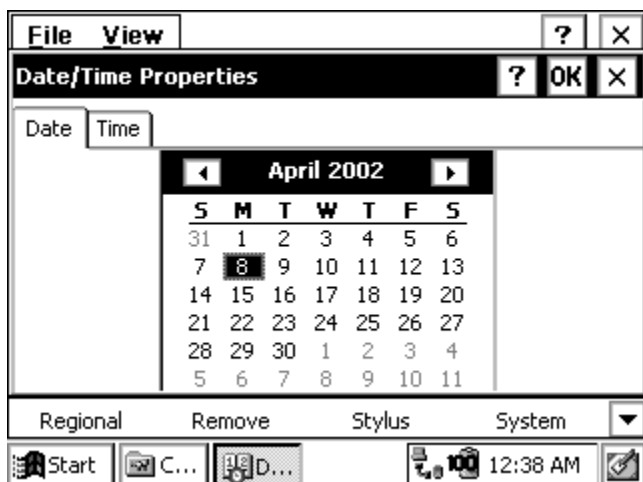 File View ? ×
Date/Time Properties ? OK ×
Date Time
April 2002
S M T W T F S
31 1 2 3 4 5 6
7 8 9 10 11 12 13
14 15 16 17 18 19 20
21 22 23 24 25 26 27
28 29 30 1 2 3 4
5 6 7 8 9 10 11
Regional Remove Stylus System
Start C... D... 100 12:38 AM